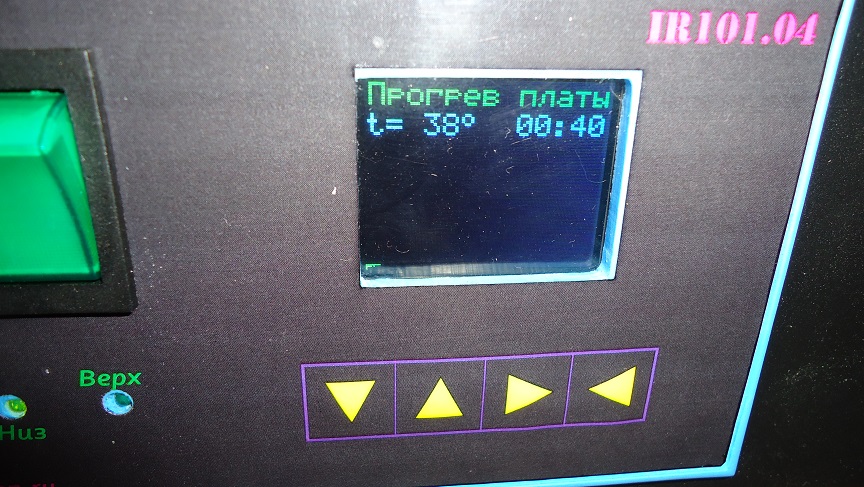 IR101.04
Прогрев платы
t= 38° 00:40
Верх
Низ